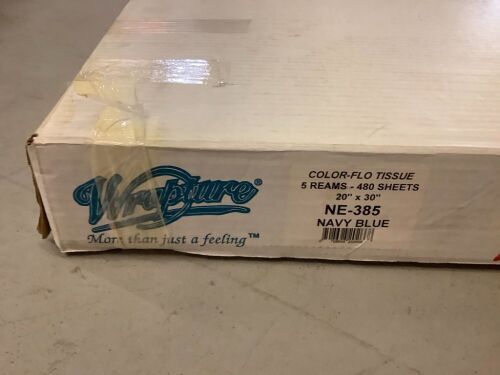 Wrapture®
More than just a feeling™
COLOR-FLO TISSUE
5 REAMS - 480 SHEETS
20" x 30"
NE-385
NAVY BLUE